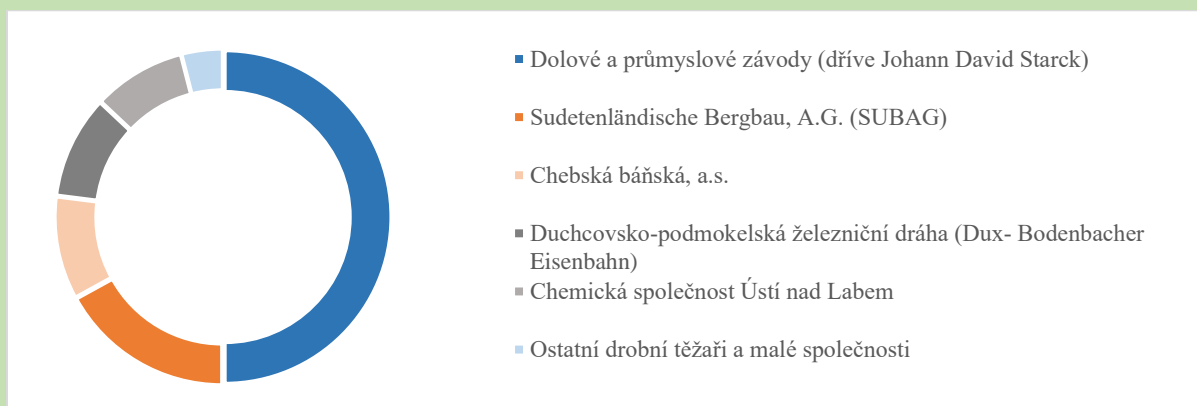 Dolové a průmyslové závody (dříve Johann David Starck)
Sudetenländische Bergbau, A.G. (SUBAG)
Chebská báňská, a.s.
Duchcovsko-podmokelská železniční dráha (Dux- Bodenbacher
Eisenbahn)
Chemická společnost Ústí nad Labem
Ostatní drobní těžaři a malé společnosti